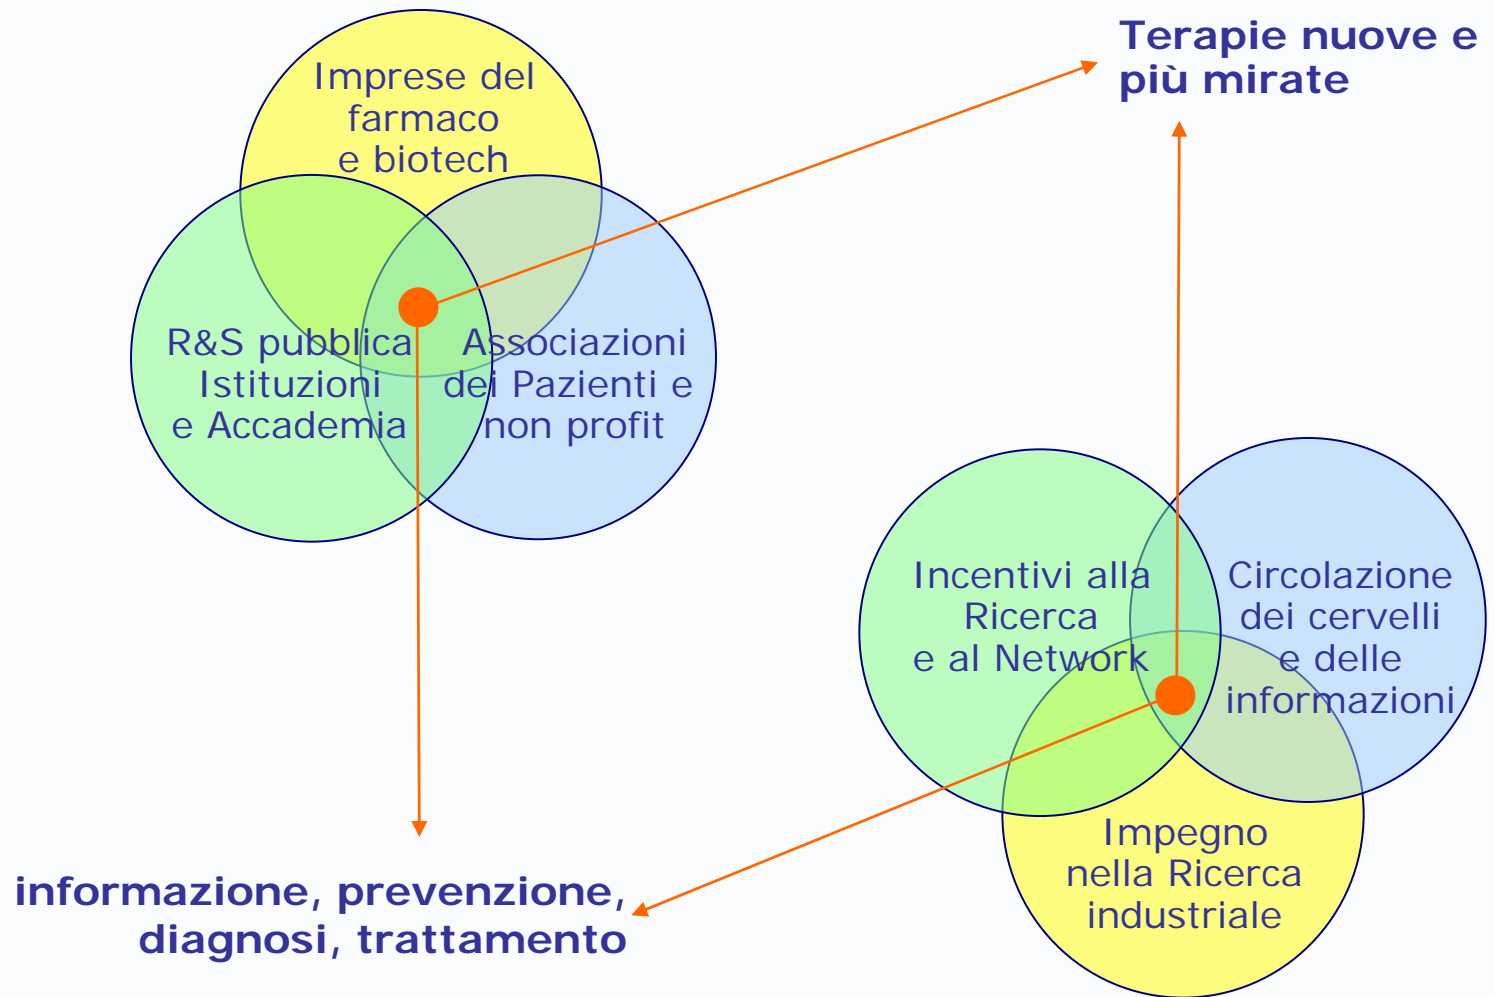 Terapie nuove e
più mirate
Imprese del
farmaco
e biotech
R&S pubblica
Istituzioni
e Accademia
Associazioni
dei Pazienti e
non profit
Incentivi alla
Ricerca
e al Network
Circolazione
dei cervelli
e delle
informazioni
Impegno
nella Ricerca
industriale
informazione, prevenzione,
diagnosi, trattamento